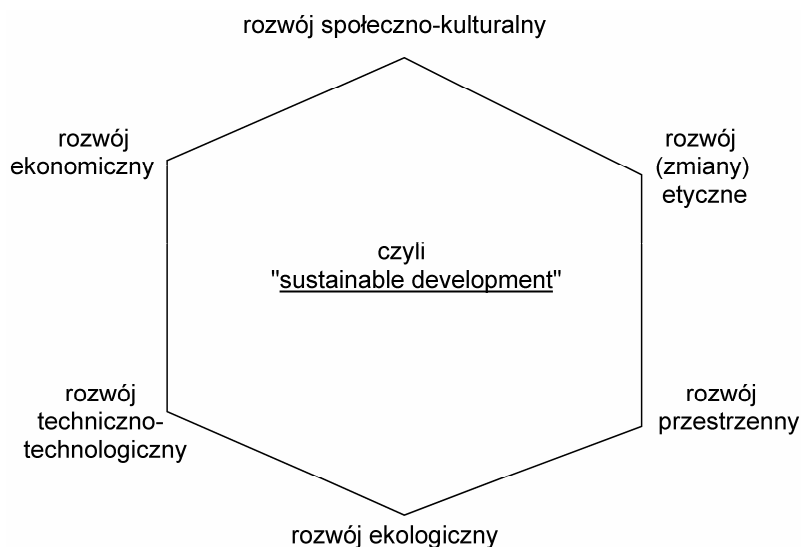 rozwój społeczno-kulturalny
rozwój
ekonomiczny
rozwój
(zmiany)
etyczne
czyli
"sustainable development"
rozwój
techniczno-
technologiczny
rozwój
przestrzenny
rozwój ekologiczny